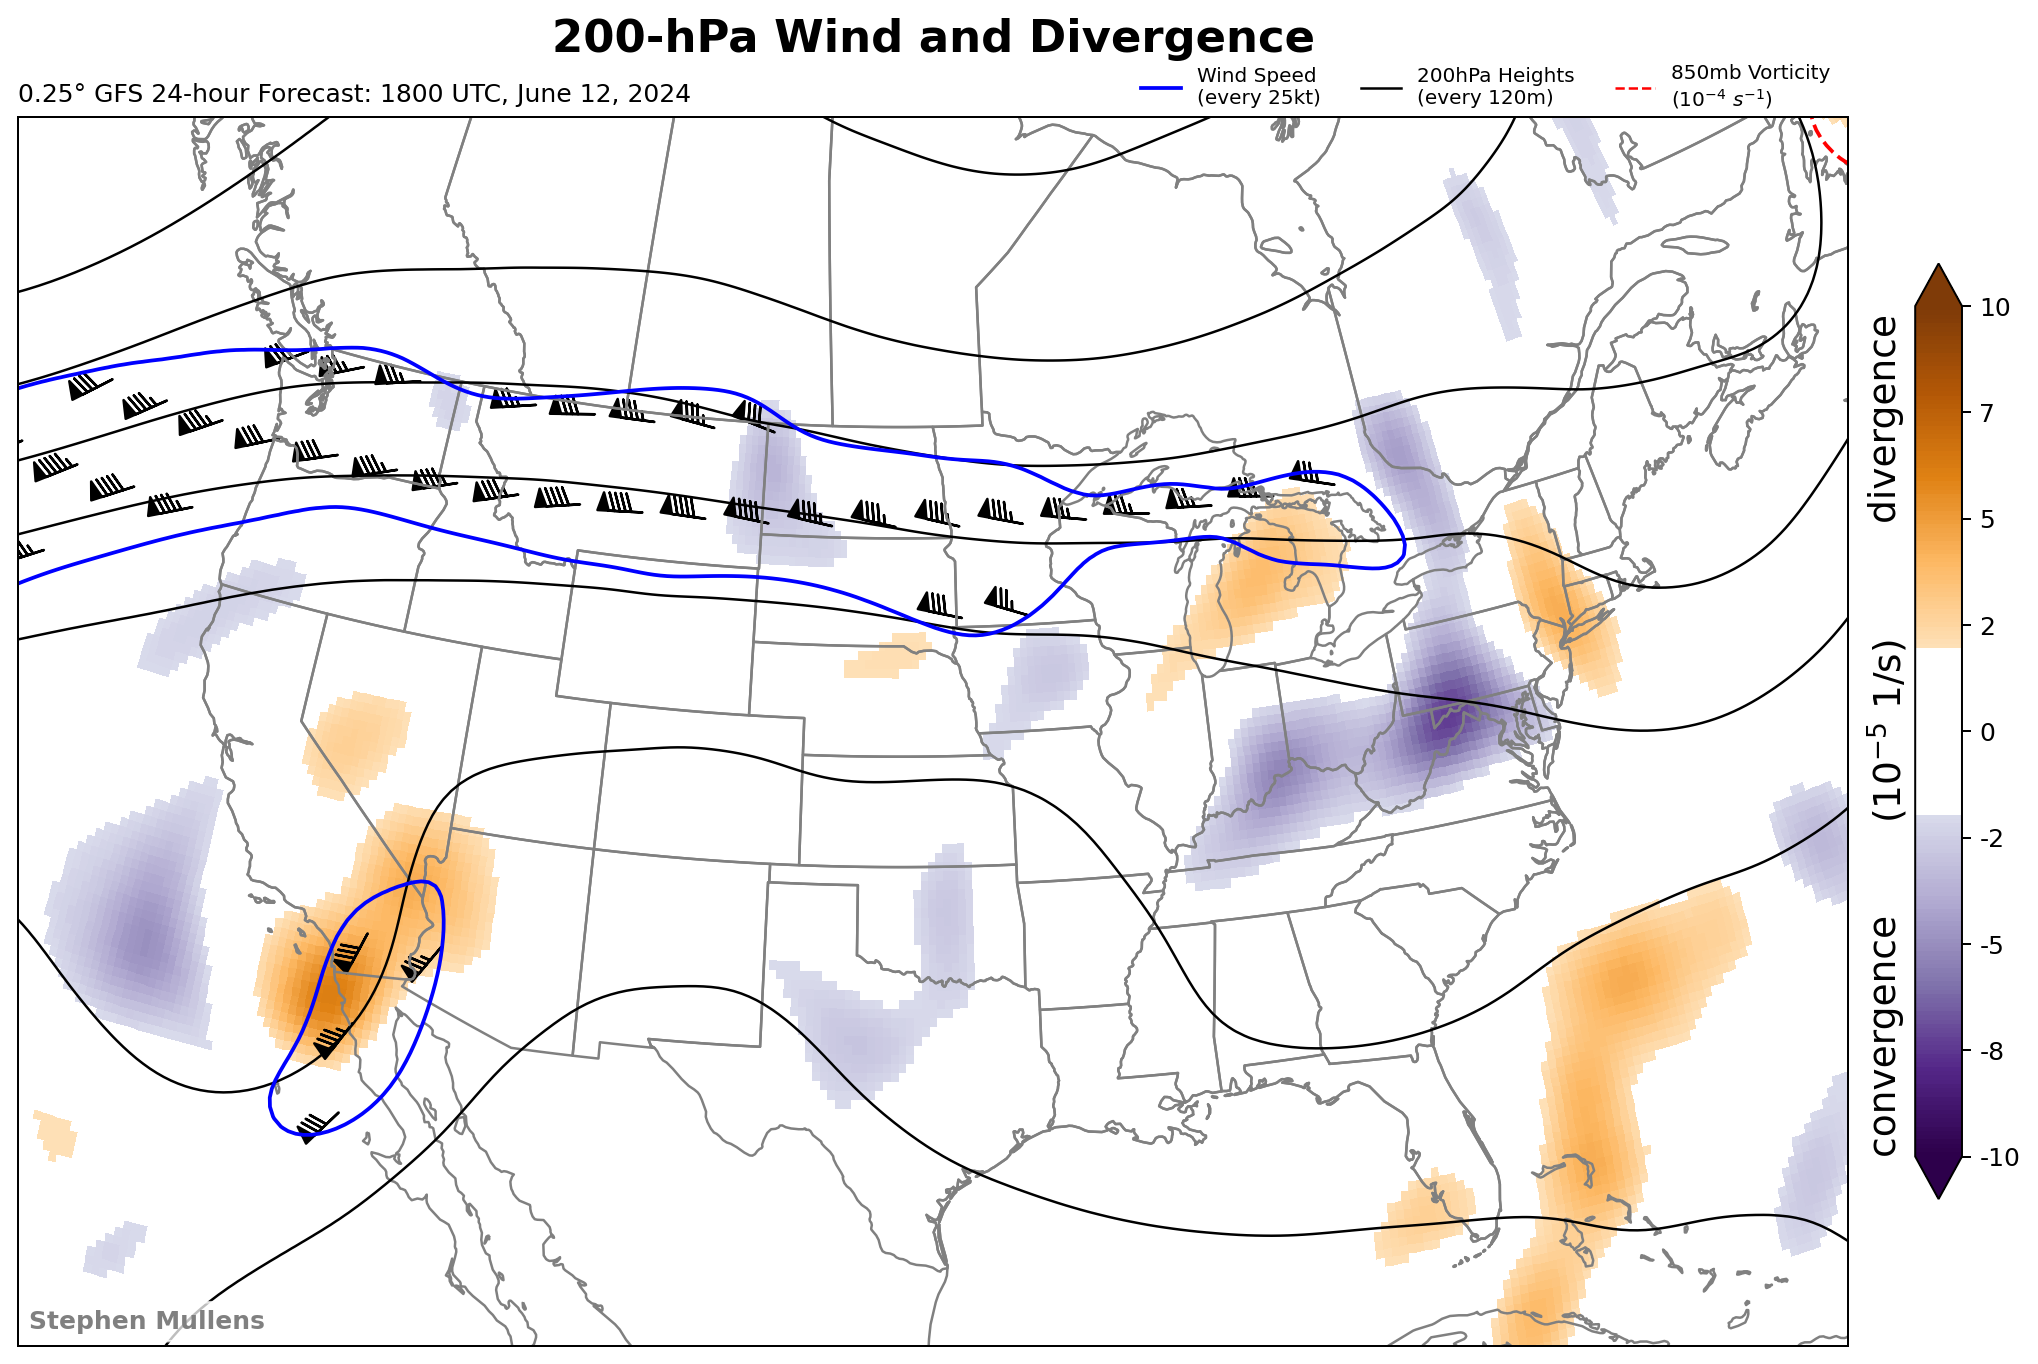 200-hPa Wind and Divergence
0.25° GFS 24-hour Forecast: 1800 UTC, June 12, 2024
Wind Speed
(every 25kt)
200hPa Heights
(every 120m)
850mb Vorticity
(10⁻⁴ s⁻¹)
10
7
5
2
0
-2
-5
-8
-10
convergence (10⁻⁵ 1/s) divergence
Stephen Mullens